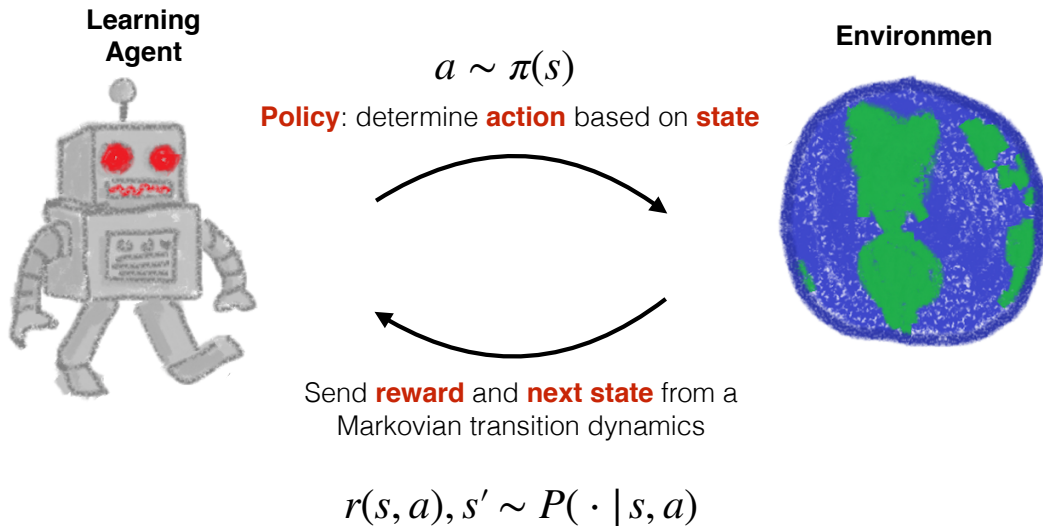 Learning
Agent
Environmen
a ∼ π(s)
Policy: determine action based on state
Send reward and next state from a
Markovian transition dynamics
r(s, a), s′ ∼ P( · | s, a)